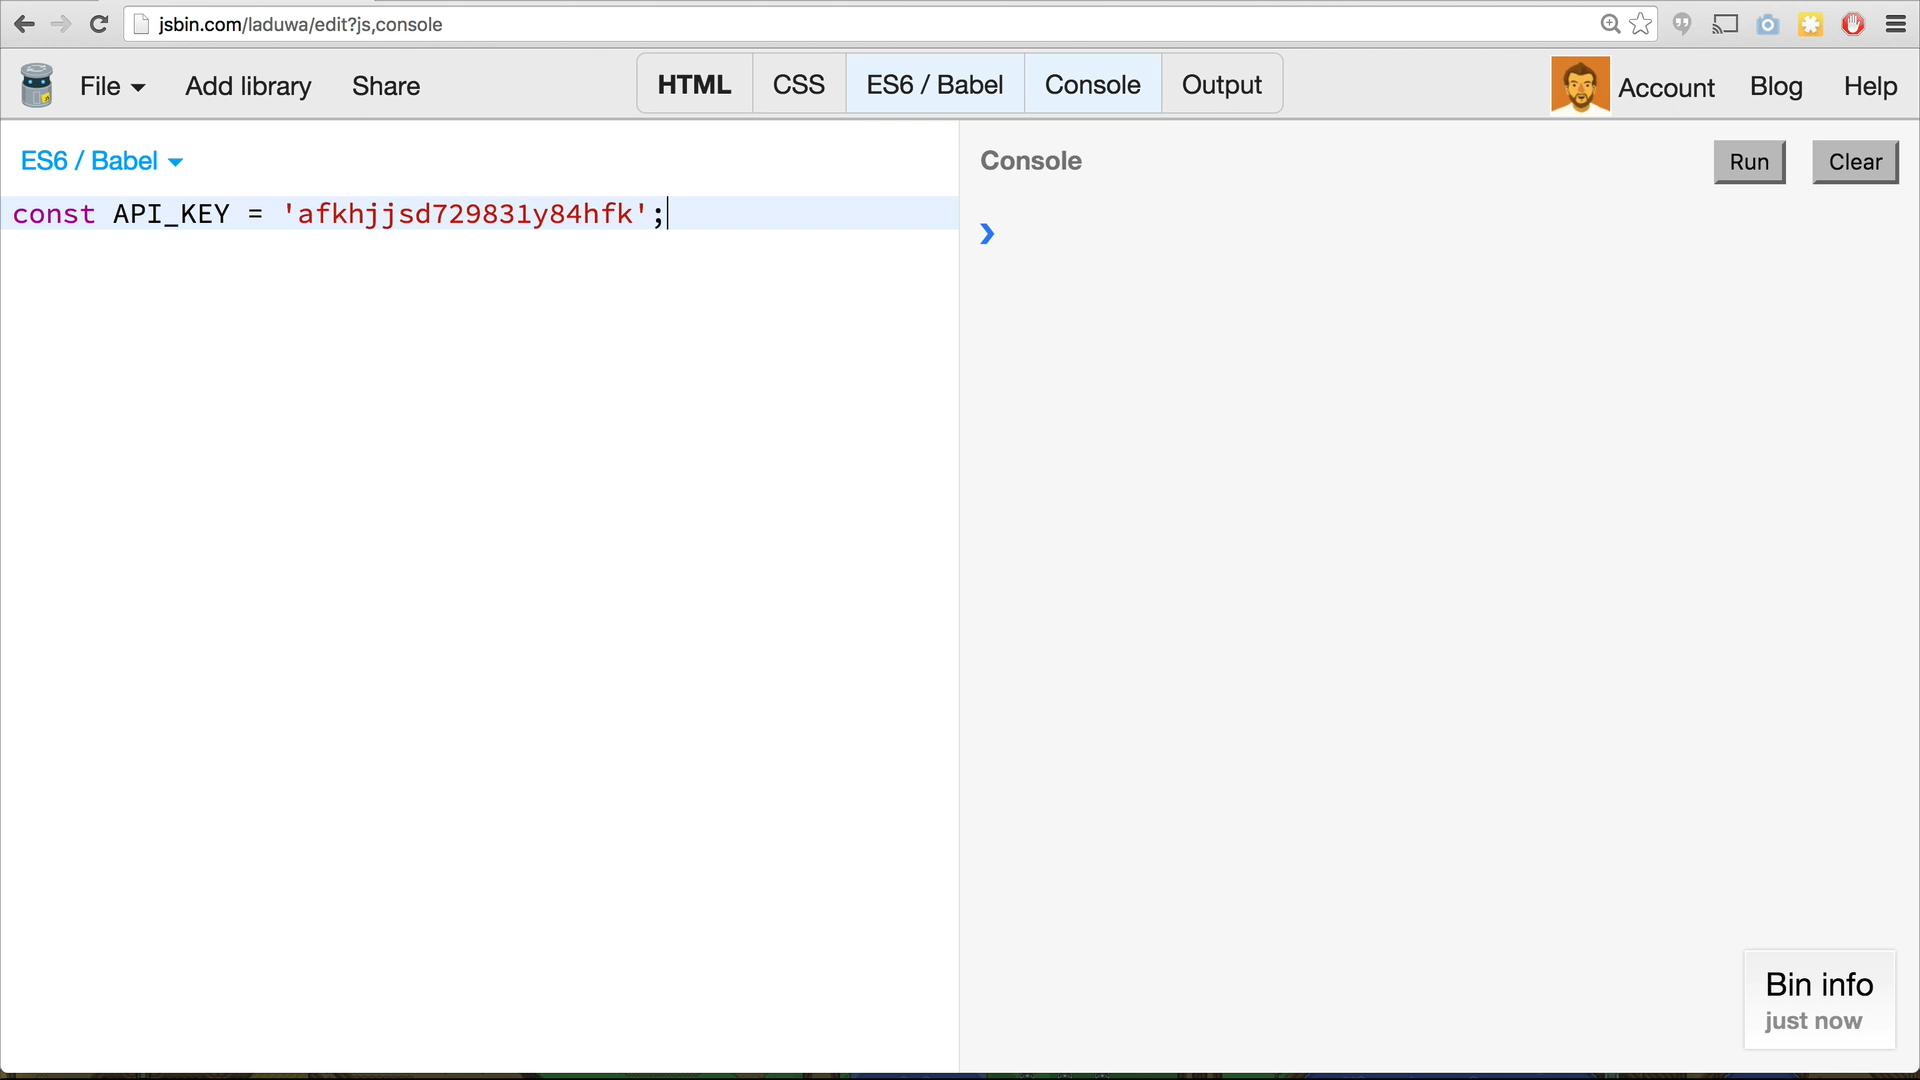 jsbin.com/laduwa/edit?js,console
File Add library Share HTML CSS ES6 / Babel Console Output Account Blog Help
ES6 / Babel
const API_KEY = 'afkhjjsd729831y84hfk';
Console Run Clear
Bin info
just now